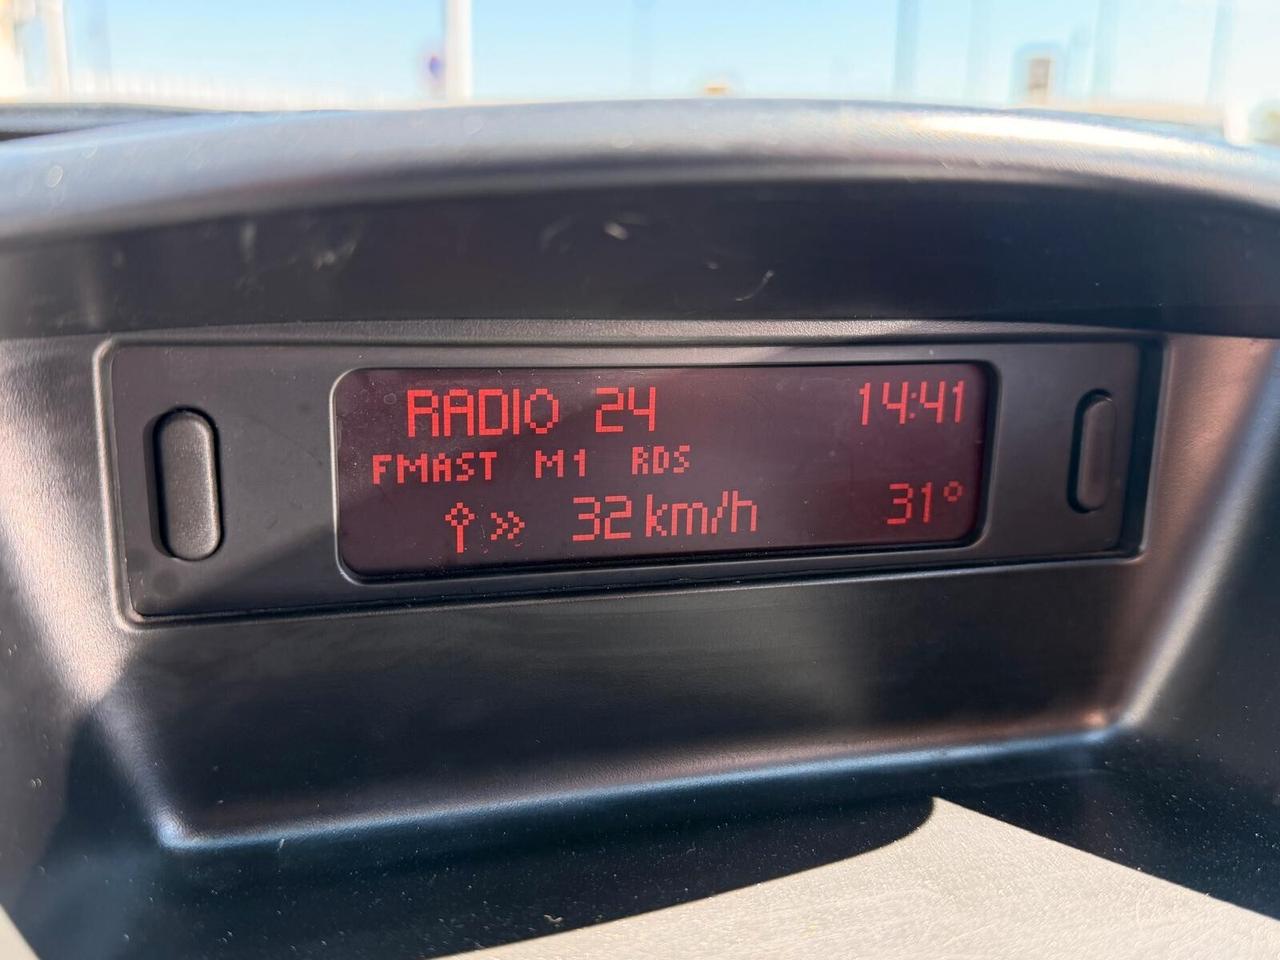 RADIO 24 14:41
FMAST M1 RDS
32 km/h 31°